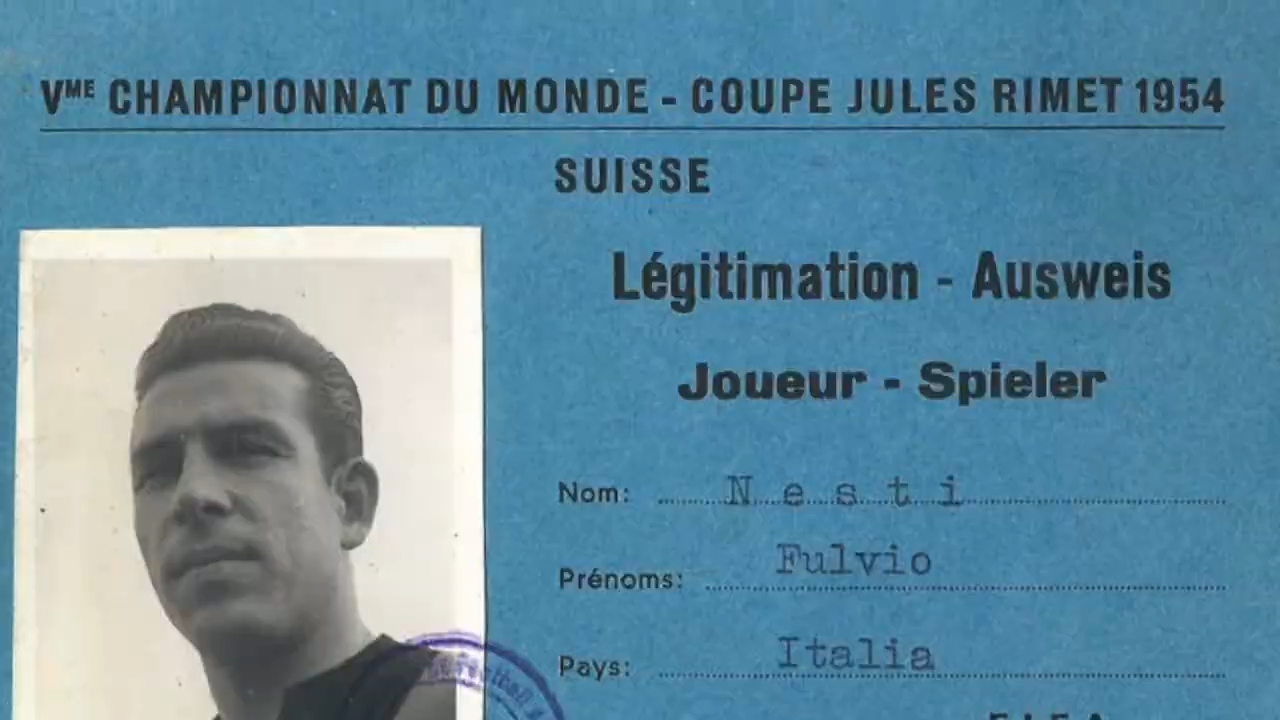 VME CHAMPIONNAT DU MONDE - COUPE JULES RIMET 1954
SUISSE
Légitimation - Ausweis
Joueur - Spieler
Nom: Nesti
Prénoms: Fulvio
Pays: Italia